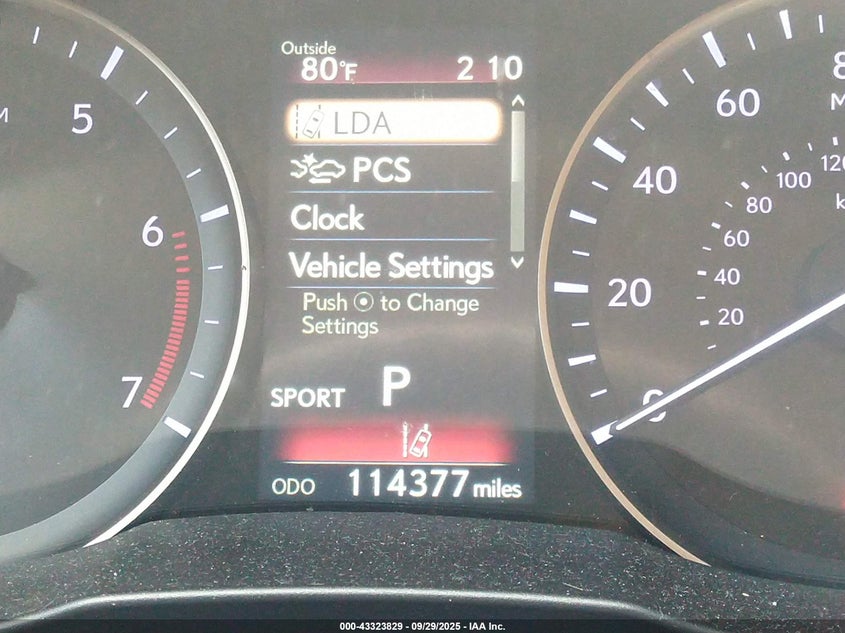 Outside
80°F 2 10
LDA
PCS
Clock
Vehicle Settings
Push ⊙ to Change
Settings
SPORT P
ODO 114377 miles
5
6
7
60
40
20
0
120
100
80
60
40
20
000-43323829 - 09/29/2025 - IAA Inc.